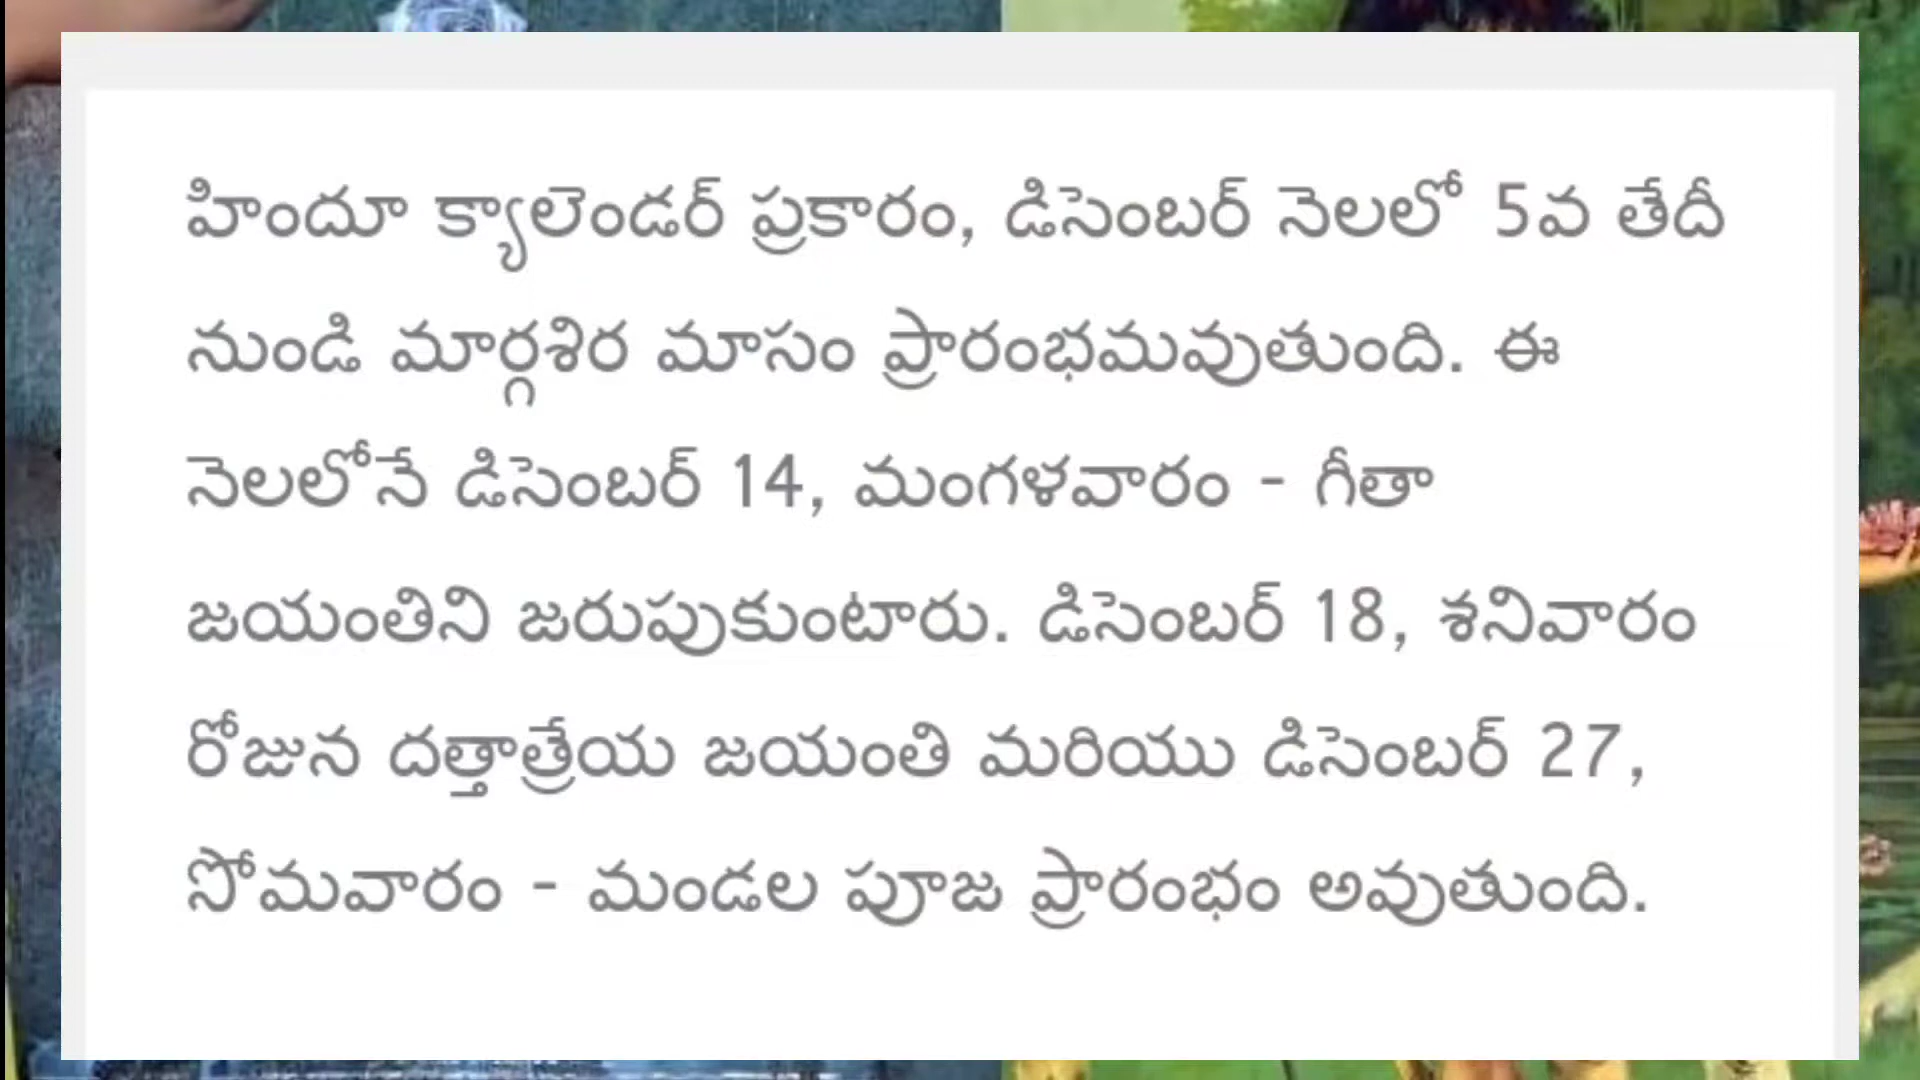 హిందూ క్యాలెండర్ ప్రకారం, డిసెంబర్ నెలలో 5వ తేదీ
నుండి మార్గశిర మాసం ప్రారంభమవుతుంది. ఈ
నెలలోనే డిసెంబర్ 14, మంగళవారం - గీతా
జయంతిని జరుపుకుంటారు. డిసెంబర్ 18, శనివారం
రోజున దత్తాత్రేయ జయంతి మరియు డిసెంబర్ 27,
సోమవారం - మండల పూజ ప్రారంభం అవుతుంది.